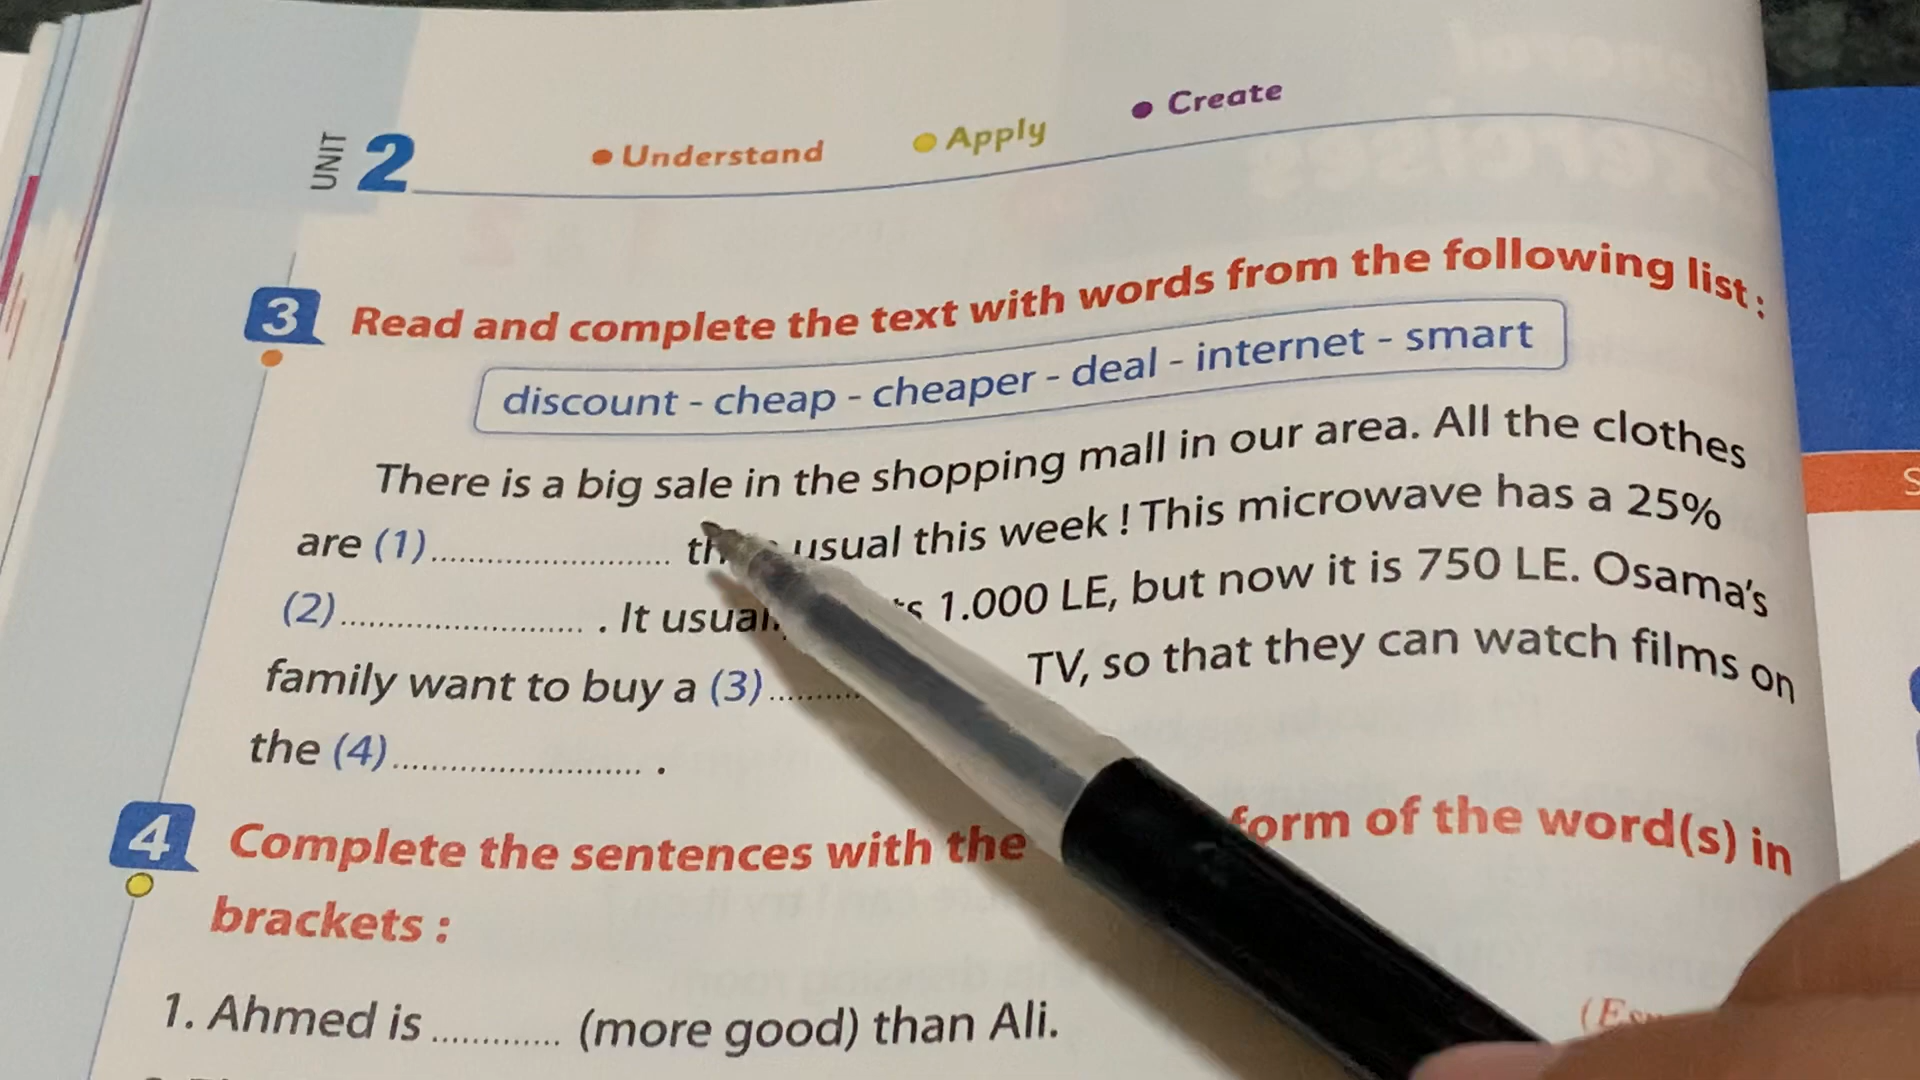 UNIT 2
• Understand • Apply • Create
3 Read and complete the text with words from the following list :
discount - cheap - cheaper - deal - internet - smart
There is a big sale in the shopping mall in our area. All the clothes
are (1)........................ usual this week ! This microwave has a 25%
(2)........................ . It 1.000 LE, but now it is 750 LE. Osama's
family want to buy a (3)......... TV, so that they can watch films on
the (4)......................... .
4 Complete the sentences with the form of the word(s) in
brackets :
1. Ahmed is ............. (more good) than Ali.